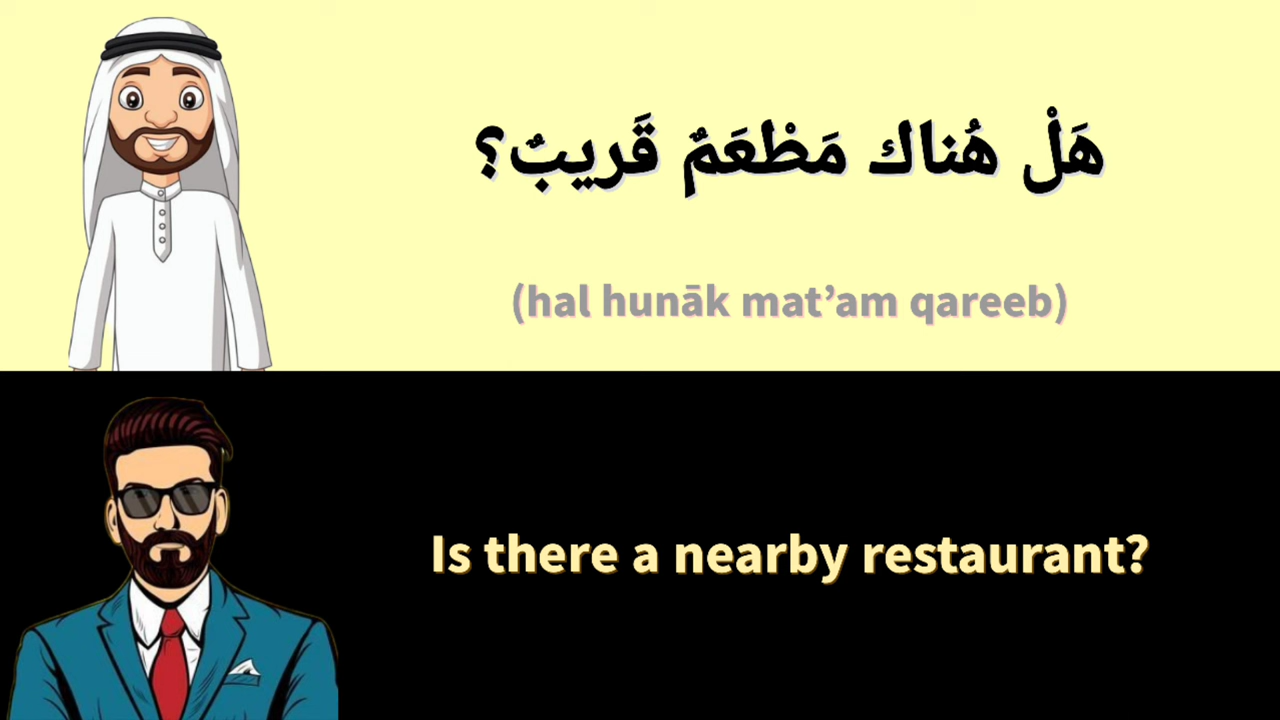 هَلْ هُناك مَطْعَمٌ قَريبٌ؟
(hal hunāk mat’am qareeb)
Is there a nearby restaurant?